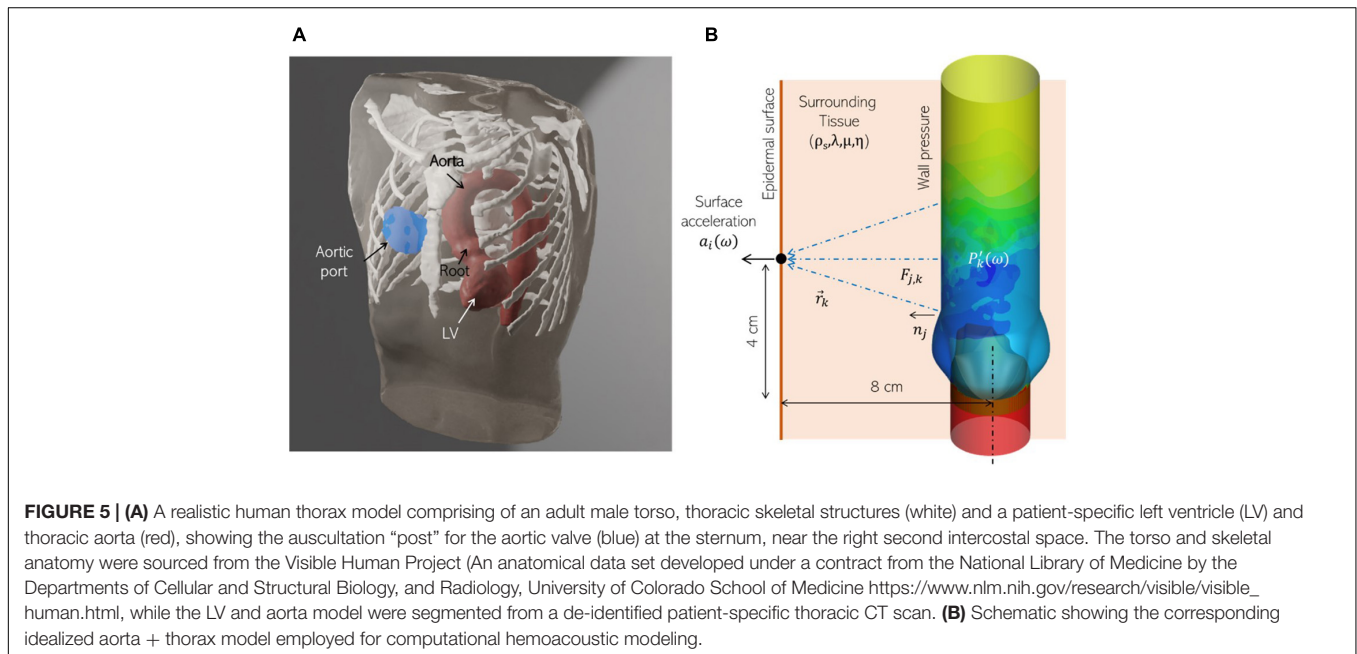 A
B
Aorta
Aortic
port
Root
LV
Epidermal surface
Surrounding
Tissue
(ρₛ,λ,μ,η)
Wall pressure
Surface
acceleration
aᵢ(ω)
P′ₖ(ω)
Fⱼ,ₖ
r⃗ₖ
nⱼ
4 cm
8 cm
FIGURE 5 | (A) A realistic human thorax model comprising of an adult male torso, thoracic skeletal structures (white) and a patient-specific left ventricle (LV) and
thoracic aorta (red), showing the auscultation “post” for the aortic valve (blue) at the sternum, near the right second intercostal space. The torso and skeletal
anatomy were sourced from the Visible Human Project (An anatomical data set developed under a contract from the National Library of Medicine by the
Departments of Cellular and Structural Biology, and Radiology, University of Colorado School of Medicine https://www.nlm.nih.gov/research/visible/visible_
human.html, while the LV and aorta model were segmented from a de-identified patient-specific thoracic CT scan. (B) Schematic showing the corresponding
idealized aorta + thorax model employed for computational hemoacoustic modeling.